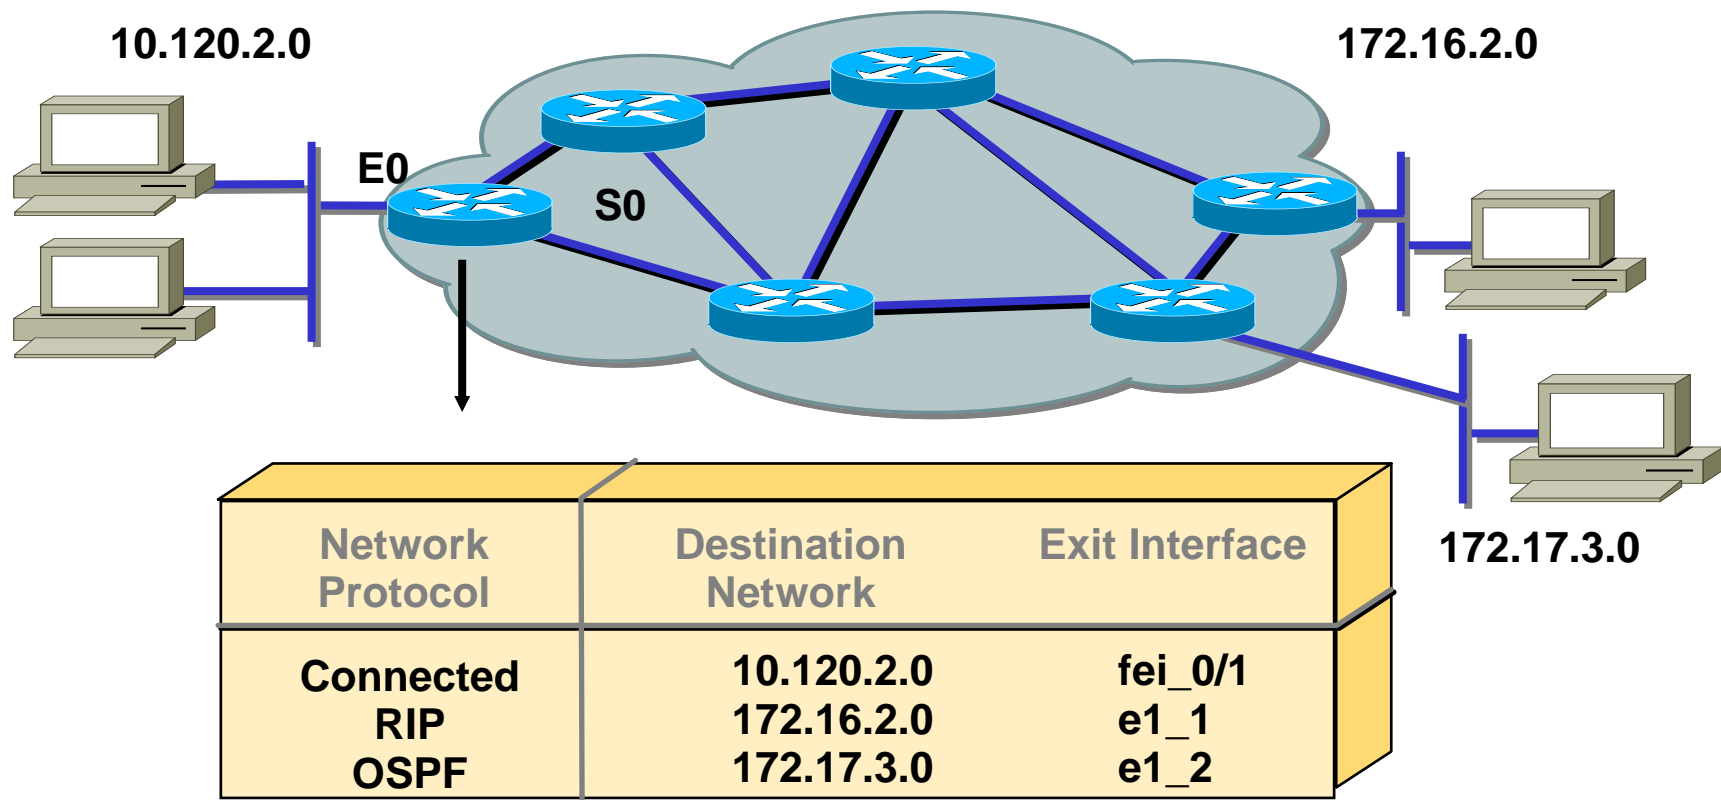 10.120.2.0
172.16.2.0
E0
S0
172.17.3.0
Network Protocol
Destination Network
Exit Interface
Connected 10.120.2.0 fei_0/1
RIP 172.16.2.0 e1_1
OSPF 172.17.3.0 e1_2